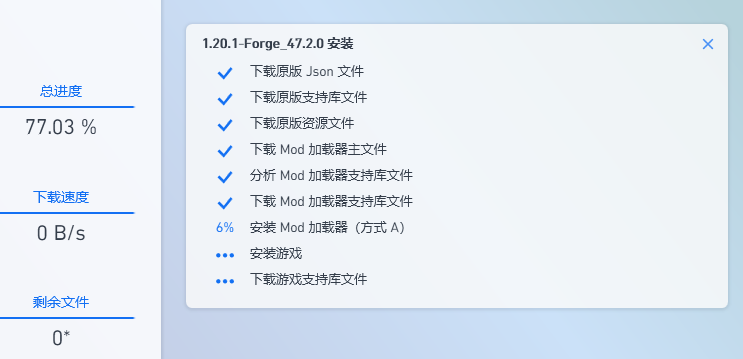 总进度
77.03 %
下载速度
0 B/s
剩余文件
0*
1.20.1-Forge_47.2.0 安装
下载原版 Json 文件
下载原版支持库文件
下载原版资源文件
下载 Mod 加载器主文件
分析 Mod 加载器支持库文件
下载 Mod 加载器支持库文件
6% 安装 Mod 加载器（方式 A）
安装游戏
下载游戏支持库文件